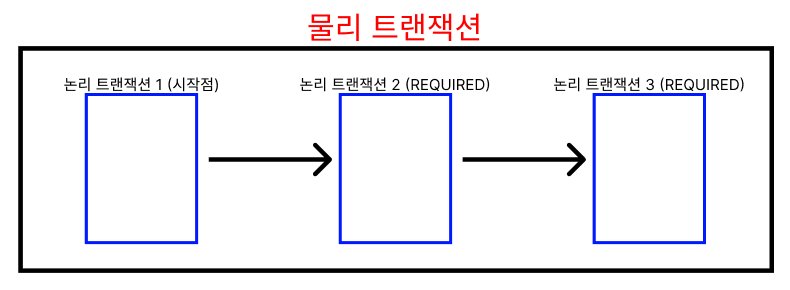 물리 트랜잭션
논리 트랜잭션 1 (시작점)
논리 트랜잭션 2 (REQUIRED)
논리 트랜잭션 3 (REQUIRED)